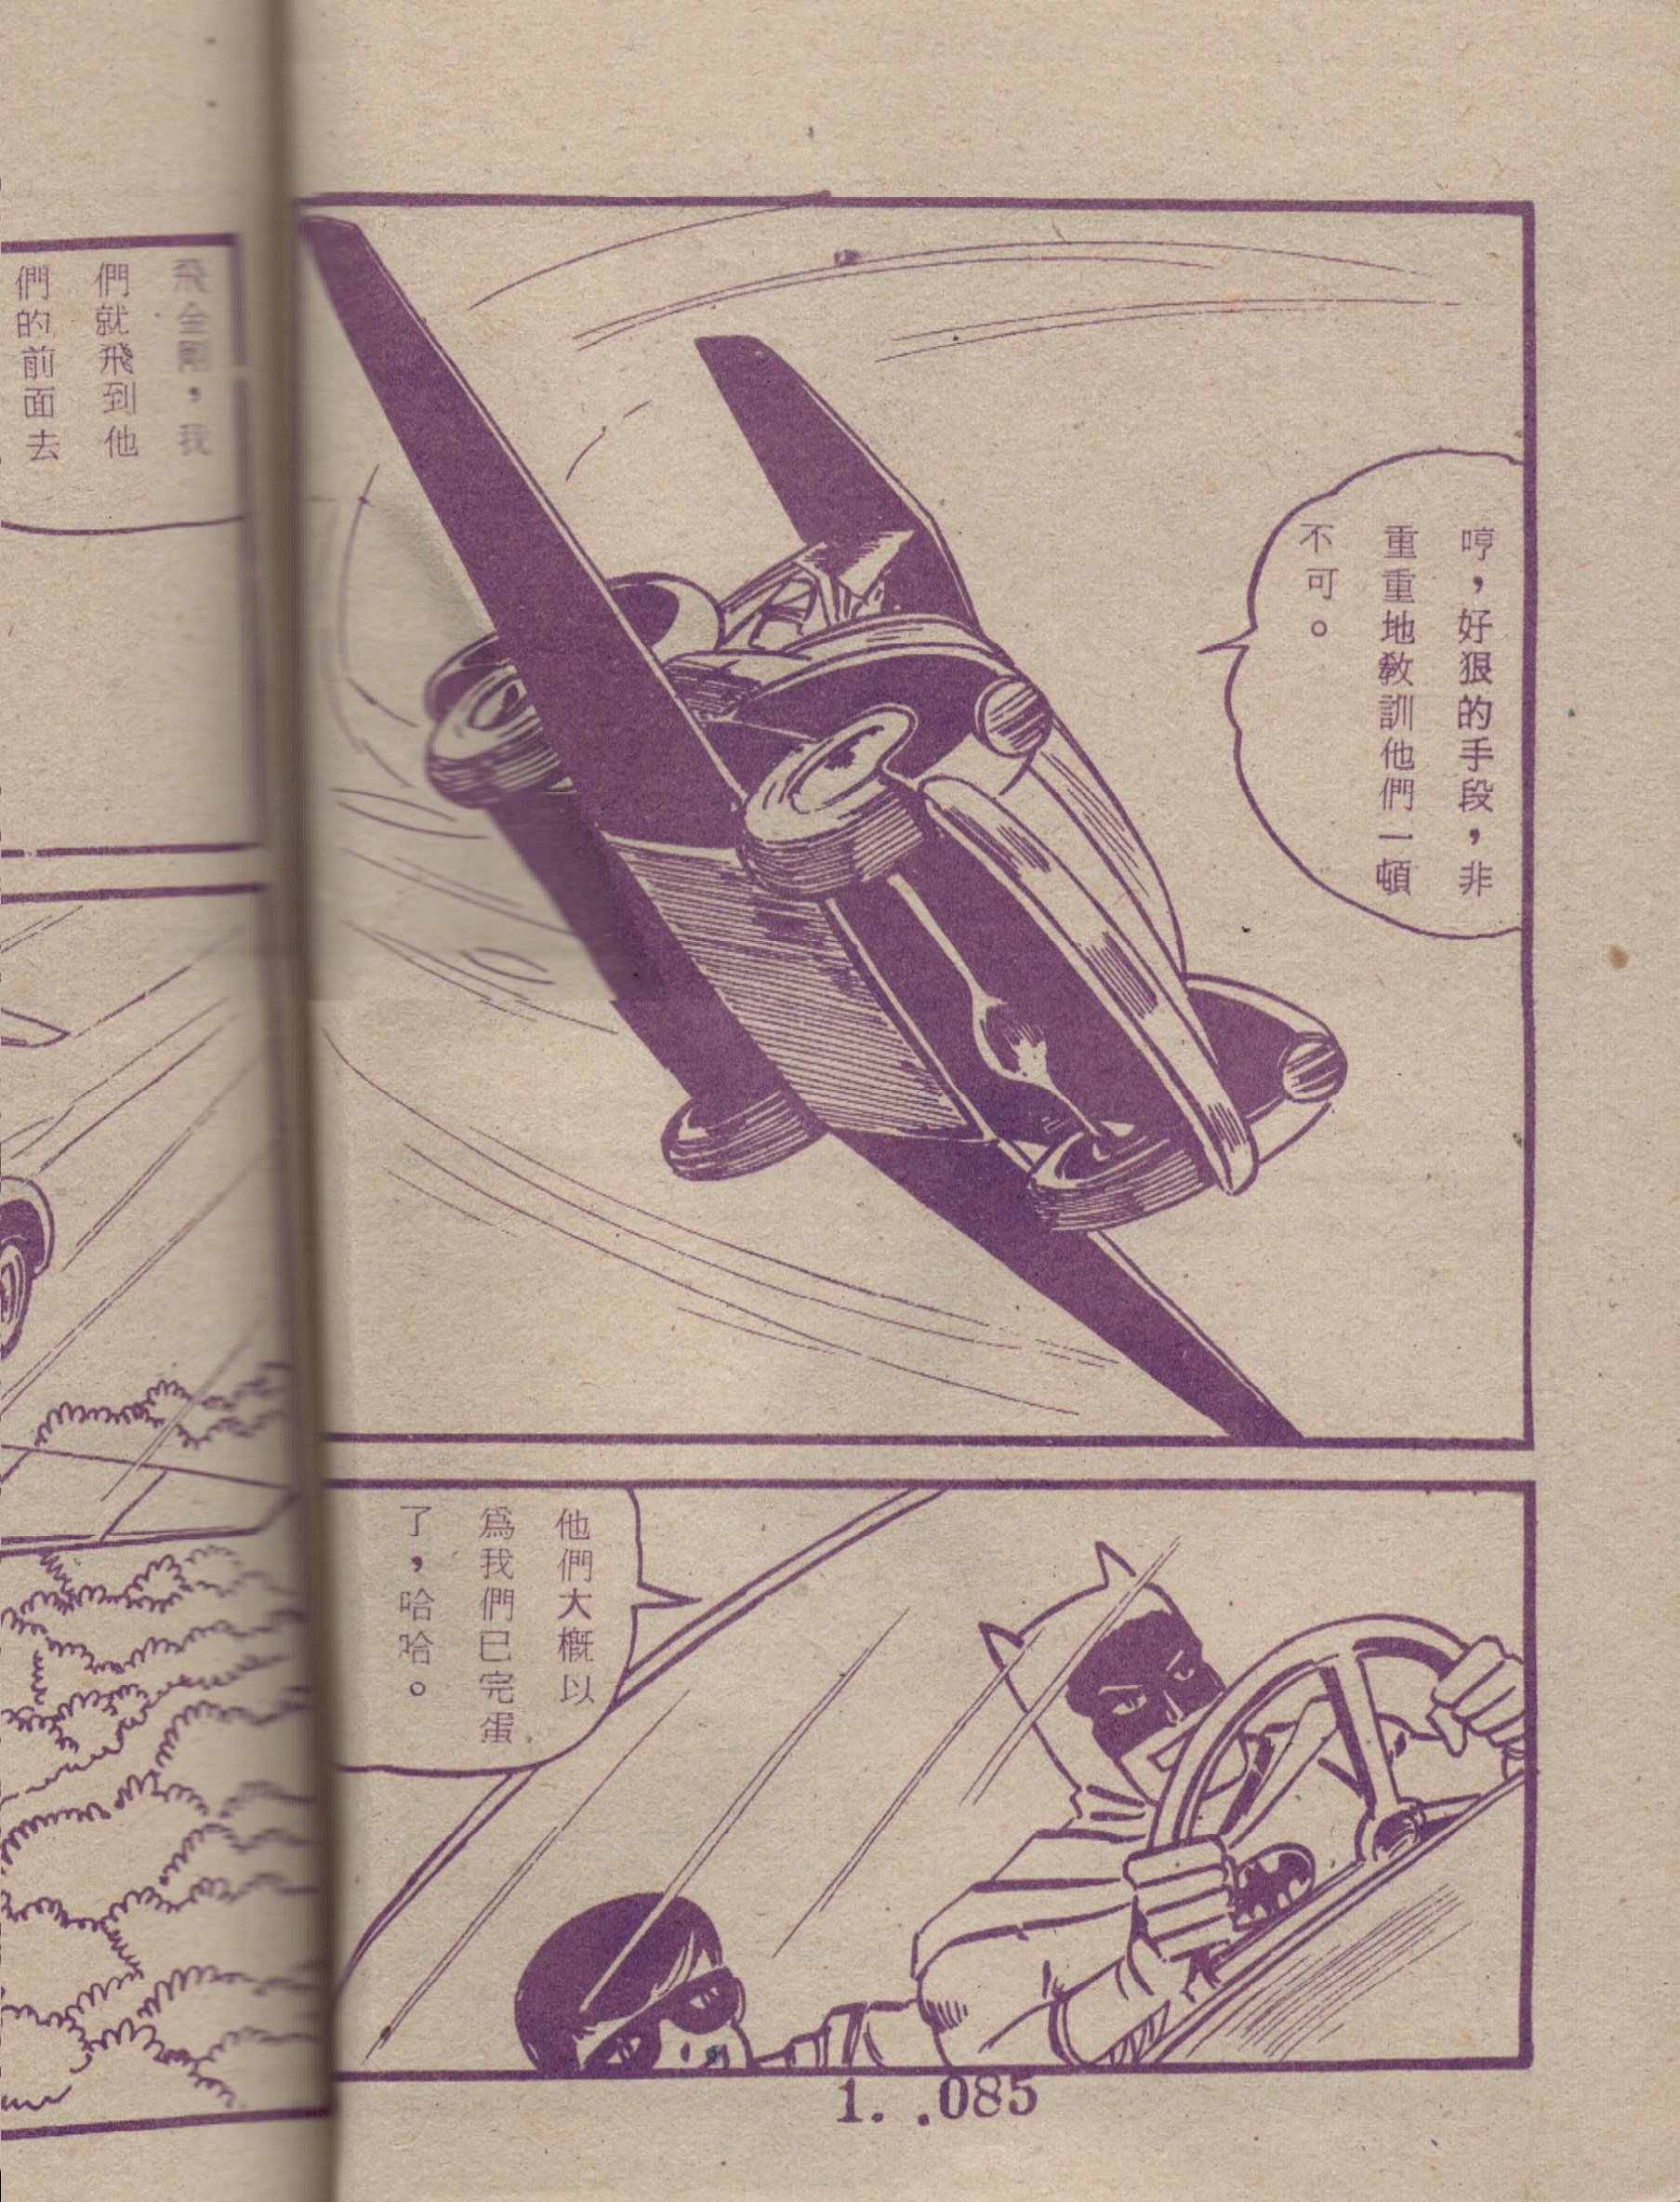 哼，好狠的手段，非
重重地敎訓他們一頓
不可。
他們大概以
爲我們已完蛋
了，哈哈。
飛金剛，我
們就飛到他
們的前面去
1. .085